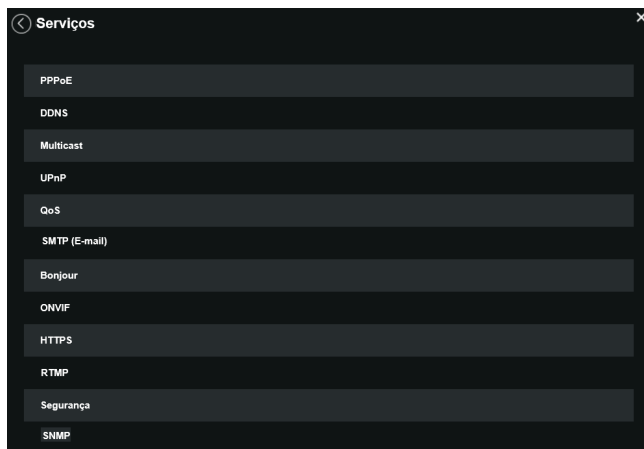 Serviços
PPPoE
DDNS
Multicast
UPnP
QoS
SMTP (E-mail)
Bonjour
ONVIF
HTTPS
RTMP
Segurança
SNMP